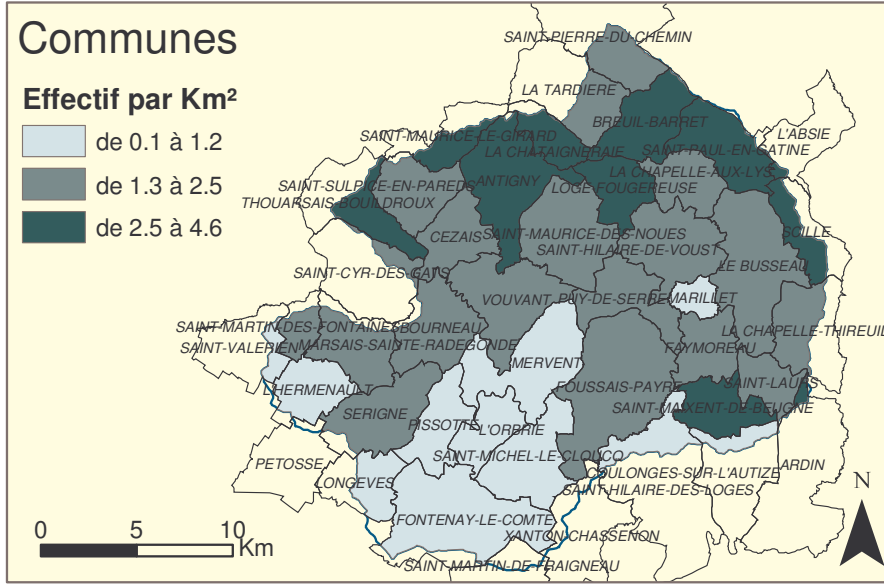 Communes
Effectif par Km²
de 0.1 à 1.2
de 1.3 à 2.5
de 2.5 à 4.6
SAINT-PIERRE-DU-CHEMIN
LA TARDIERE
BREUIL-BARRET
L'ABSIE
SAINT-MAURICE-LE-GIRARD
LA CHATAIGNERAIE
SAINT-PAUL-EN-GATINE
LA CHAPELLE-AUX-LYS
SAINT-SULPICE-EN-PAREDS
ANTIGNY
LOGE-FOUGEREUSE
THOUARSAIS-BOUILDROUX
CEZAIS
SAINT-MAURICE-DES-NOUES
SCILLE
SAINT-HILAIRE-DE-VOUST
LE BUSSEAU
SAINT-CYR-DES-GATS
VOUVANT
PUY-DE-SERRE
MARILLET
SAINT-MARTIN-DES-FONTAINES
BOURNEAU
LA CHAPELLE-THIREUIL
SAINT-VALERIEN
MARSAIS-SAINTE-RADEGONDE
FAYMOREAU
MERVENT
L'HERMENAULT
FOUSSAIS-PAYRE
SAINT-LAURS
SERIGNE
SAINT-MAIXENT-DE-BEUGNE
PISSOTTE
L'ORBRIE
PETOSSE
SAINT-MICHEL-LE-CLOUCQ
ARDIN
LONGEVES
COULONGES-SUR-L'AUTIZE
SAINT-HILAIRE-DES-LOGES
N
FONTENAY-LE-COMTE
XANTON-CHASSENON
SAINT-MARTIN-DE-FRAIGNEAU
0 5 10
Km